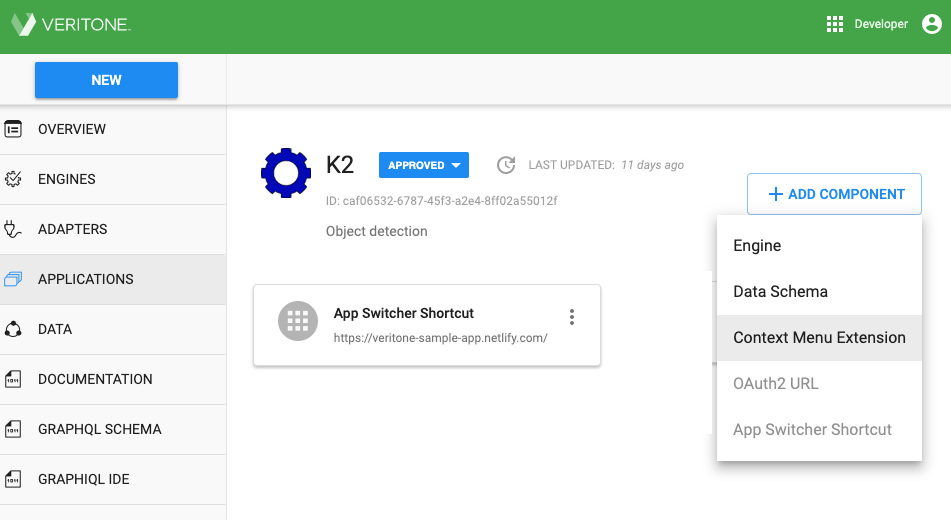 VERITONE
Developer
NEW
OVERVIEW
ENGINES
ADAPTERS
APPLICATIONS
DATA
DOCUMENTATION
GRAPHQL SCHEMA
GRAPHIQL IDE
K2
APPROVED
LAST UPDATED: 11 days ago
ID: caf06532-6787-45f3-a2e4-8ff02a55012f
Object detection
+ ADD COMPONENT
Engine
Data Schema
Context Menu Extension
OAuth2 URL
App Switcher Shortcut
App Switcher Shortcut
https://veritone-sample-app.netlify.com/